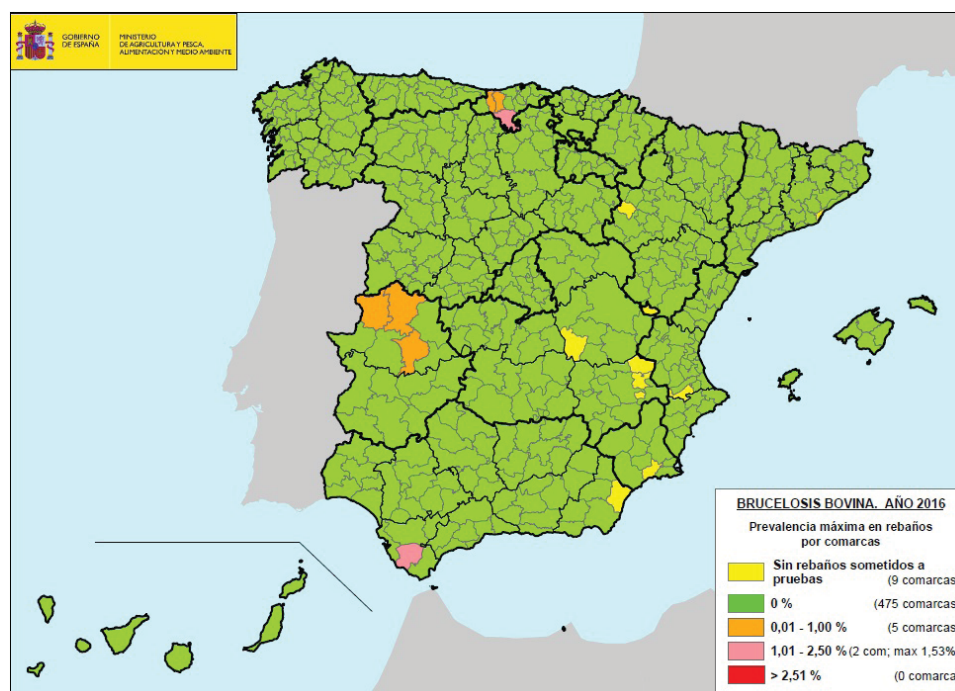 GOBIERNO
DE ESPAÑA
MINISTERIO
DE AGRICULTURA Y PESCA,
ALIMENTACIÓN Y MEDIO AMBIENTE
BRUCELOSIS BOVINA. AÑO 2016
Prevalencia máxima en rebaños
por comarcas
Sin rebaños sometidos a
pruebas (9 comarcas
0 % (475 comarcas
0,01 - 1,00 % (5 comarcas
1,01 - 2,50 % (2 com; max 1,53%
> 2,51 % (0 comarca